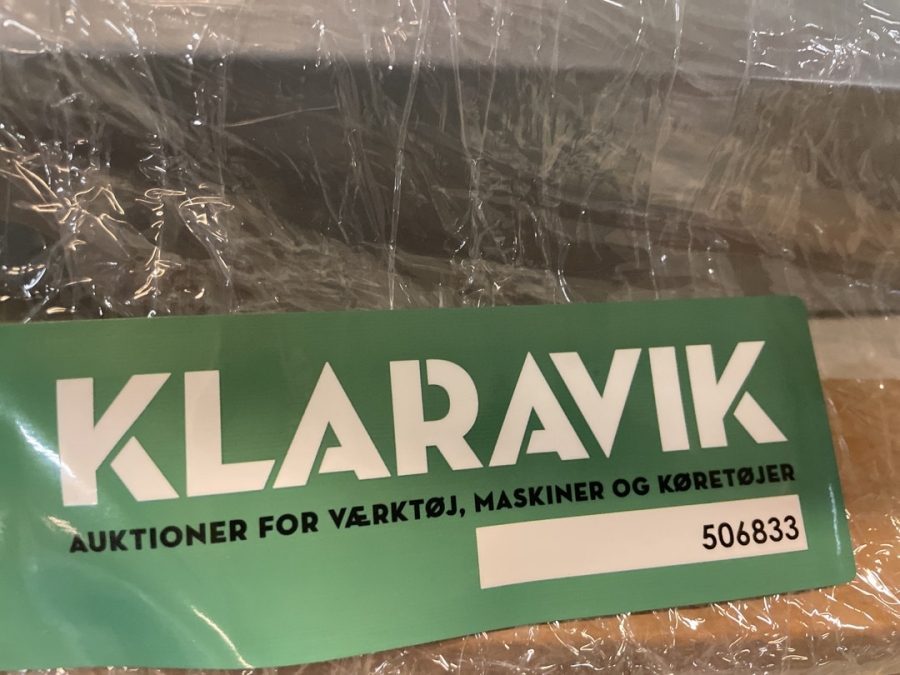 KLARAVIK
AUKTIONER FOR VÆRKTØJ, MASKINER OG KØRETØJER
506833